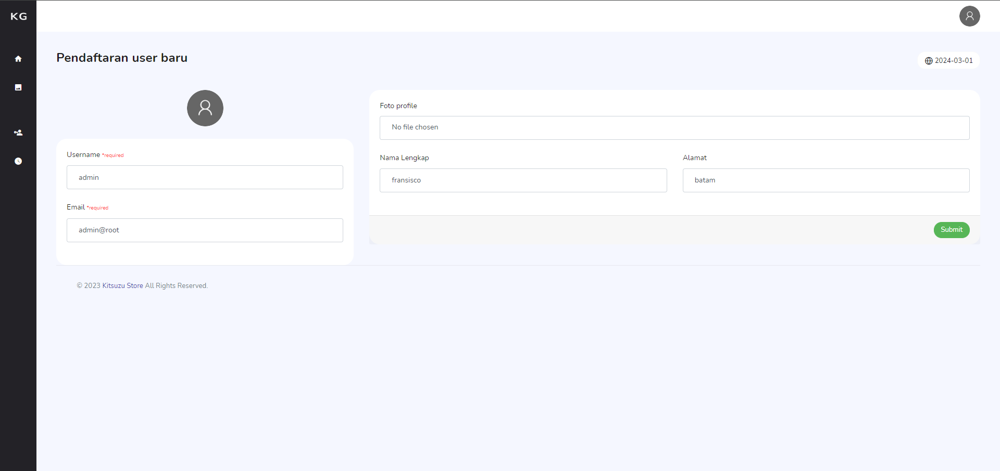 KG
Pendaftaran user baru
2024-03-01
Username *required
admin
Email *required
admin@root
Foto profile
No file chosen
Nama Lengkap
fransisco
Alamat
batam
Submit
© 2023 Kitsuzu Store All Rights Reserved.